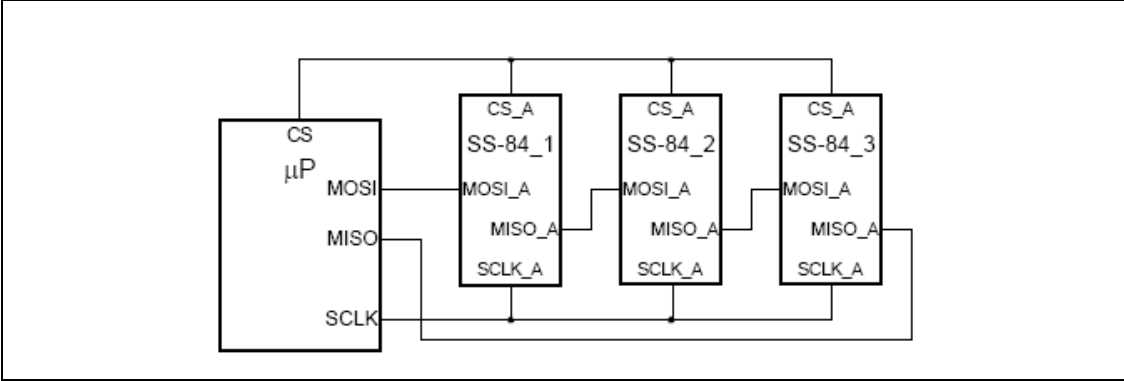 CS
μP
MOSI
MISO
SCLK
CS_A
SS-84_1
MOSI_A
MISO_A
SCLK_A
CS_A
SS-84_2
MOSI_A
MISO_A
SCLK_A
CS_A
SS-84_3
MOSI_A
MISO_A
SCLK_A